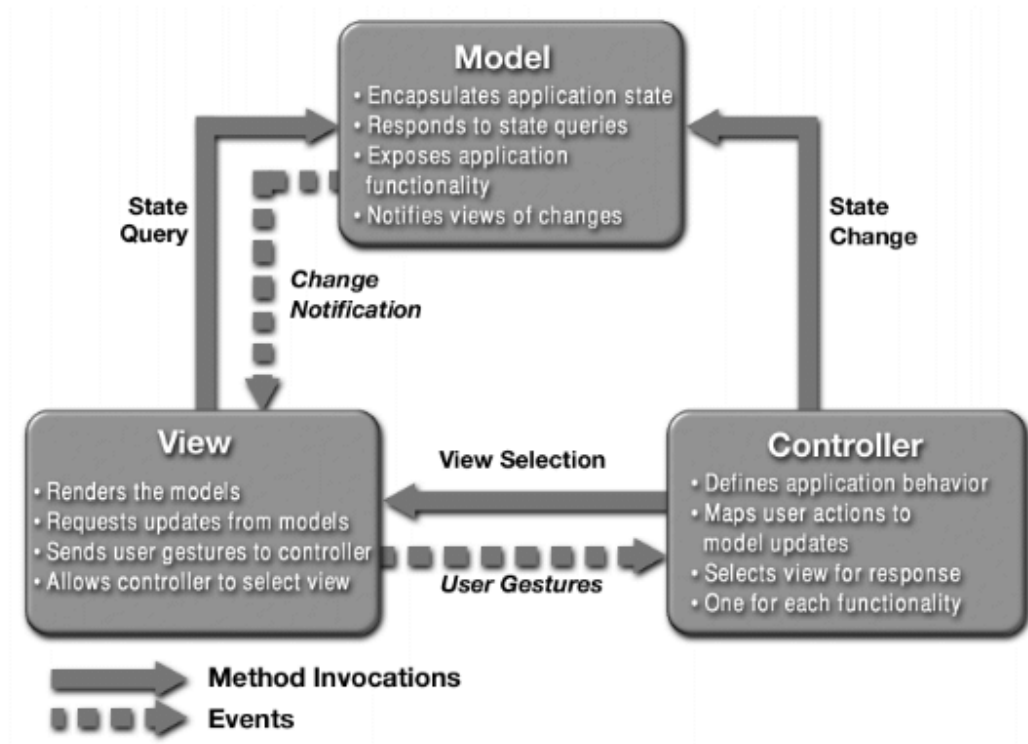 Model
• Encapsulates application state
• Responds to state queries
• Exposes application
functionality
• Notifies views of changes
State
Query
State
Change
Change
Notification
View
• Renders the models
• Requests updates from models
• Sends user gestures to controller
• Allows controller to select view
View Selection
User Gestures
Controller
• Defines application behavior
• Maps user actions to
model updates
• Selects view for response
• One for each functionality
Method Invocations
Events